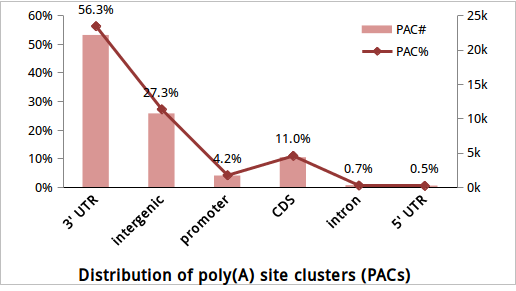 56.3%
60%
50%
40%
30%
20%
10%
0%
27.3%
4.2%
11.0%
0.7%
0.5%
PAC#
PAC%
25k
20k
15k
10k
5k
0k
3' UTR
intergenic
promoter
CDS
intron
5' UTR
Distribution of poly(A) site clusters (PACs)